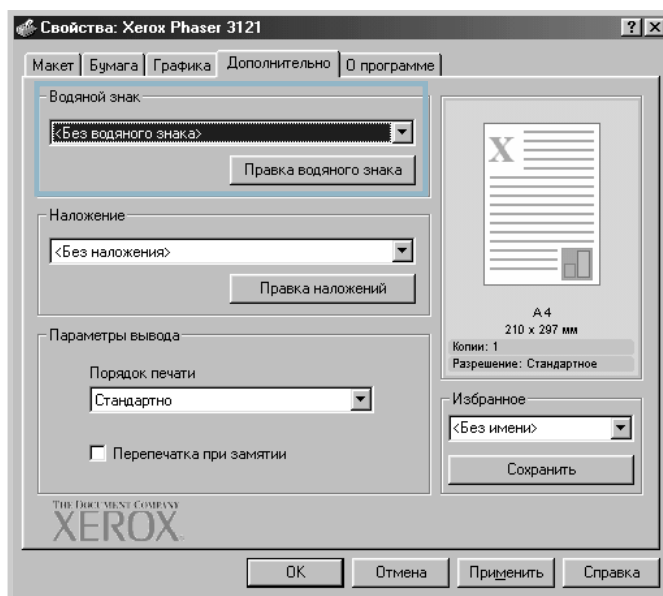 Свойства: Xerox Phaser 3121
Макет Бумага Графика Дополнительно О программе
Водяной знак
<Без водяного знака>
Правка водяного знака
Наложение
<Без наложения>
Правка наложений
Параметры вывода
Порядок печати
Стандартно
Перепечатка при замятии
THE DOCUMENT COMPANY
XEROX
X
A4
210 x 297 мм
Копии: 1
Разрешение: Стандартное
Избранное
<Без имени>
Сохранить
OK Отмена Применить Справка